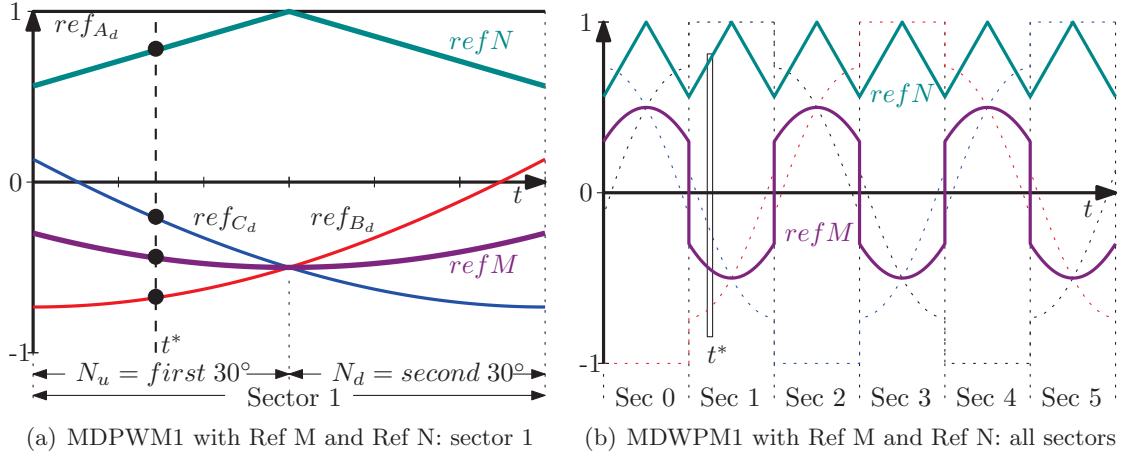 1
ref_{A_d}
refN
0
t
ref_{C_d}
ref_{B_d}
refM
-1
t*
N_u = first 30°
N_d = second 30°
Sector 1
(a) MDPWM1 with Ref M and Ref N: sector 1
1
refN
0
t
refM
t*
-1
Sec 0
Sec 1
Sec 2
Sec 3
Sec 4
Sec 5
(b) MDWPM1 with Ref M and Ref N: all sectors